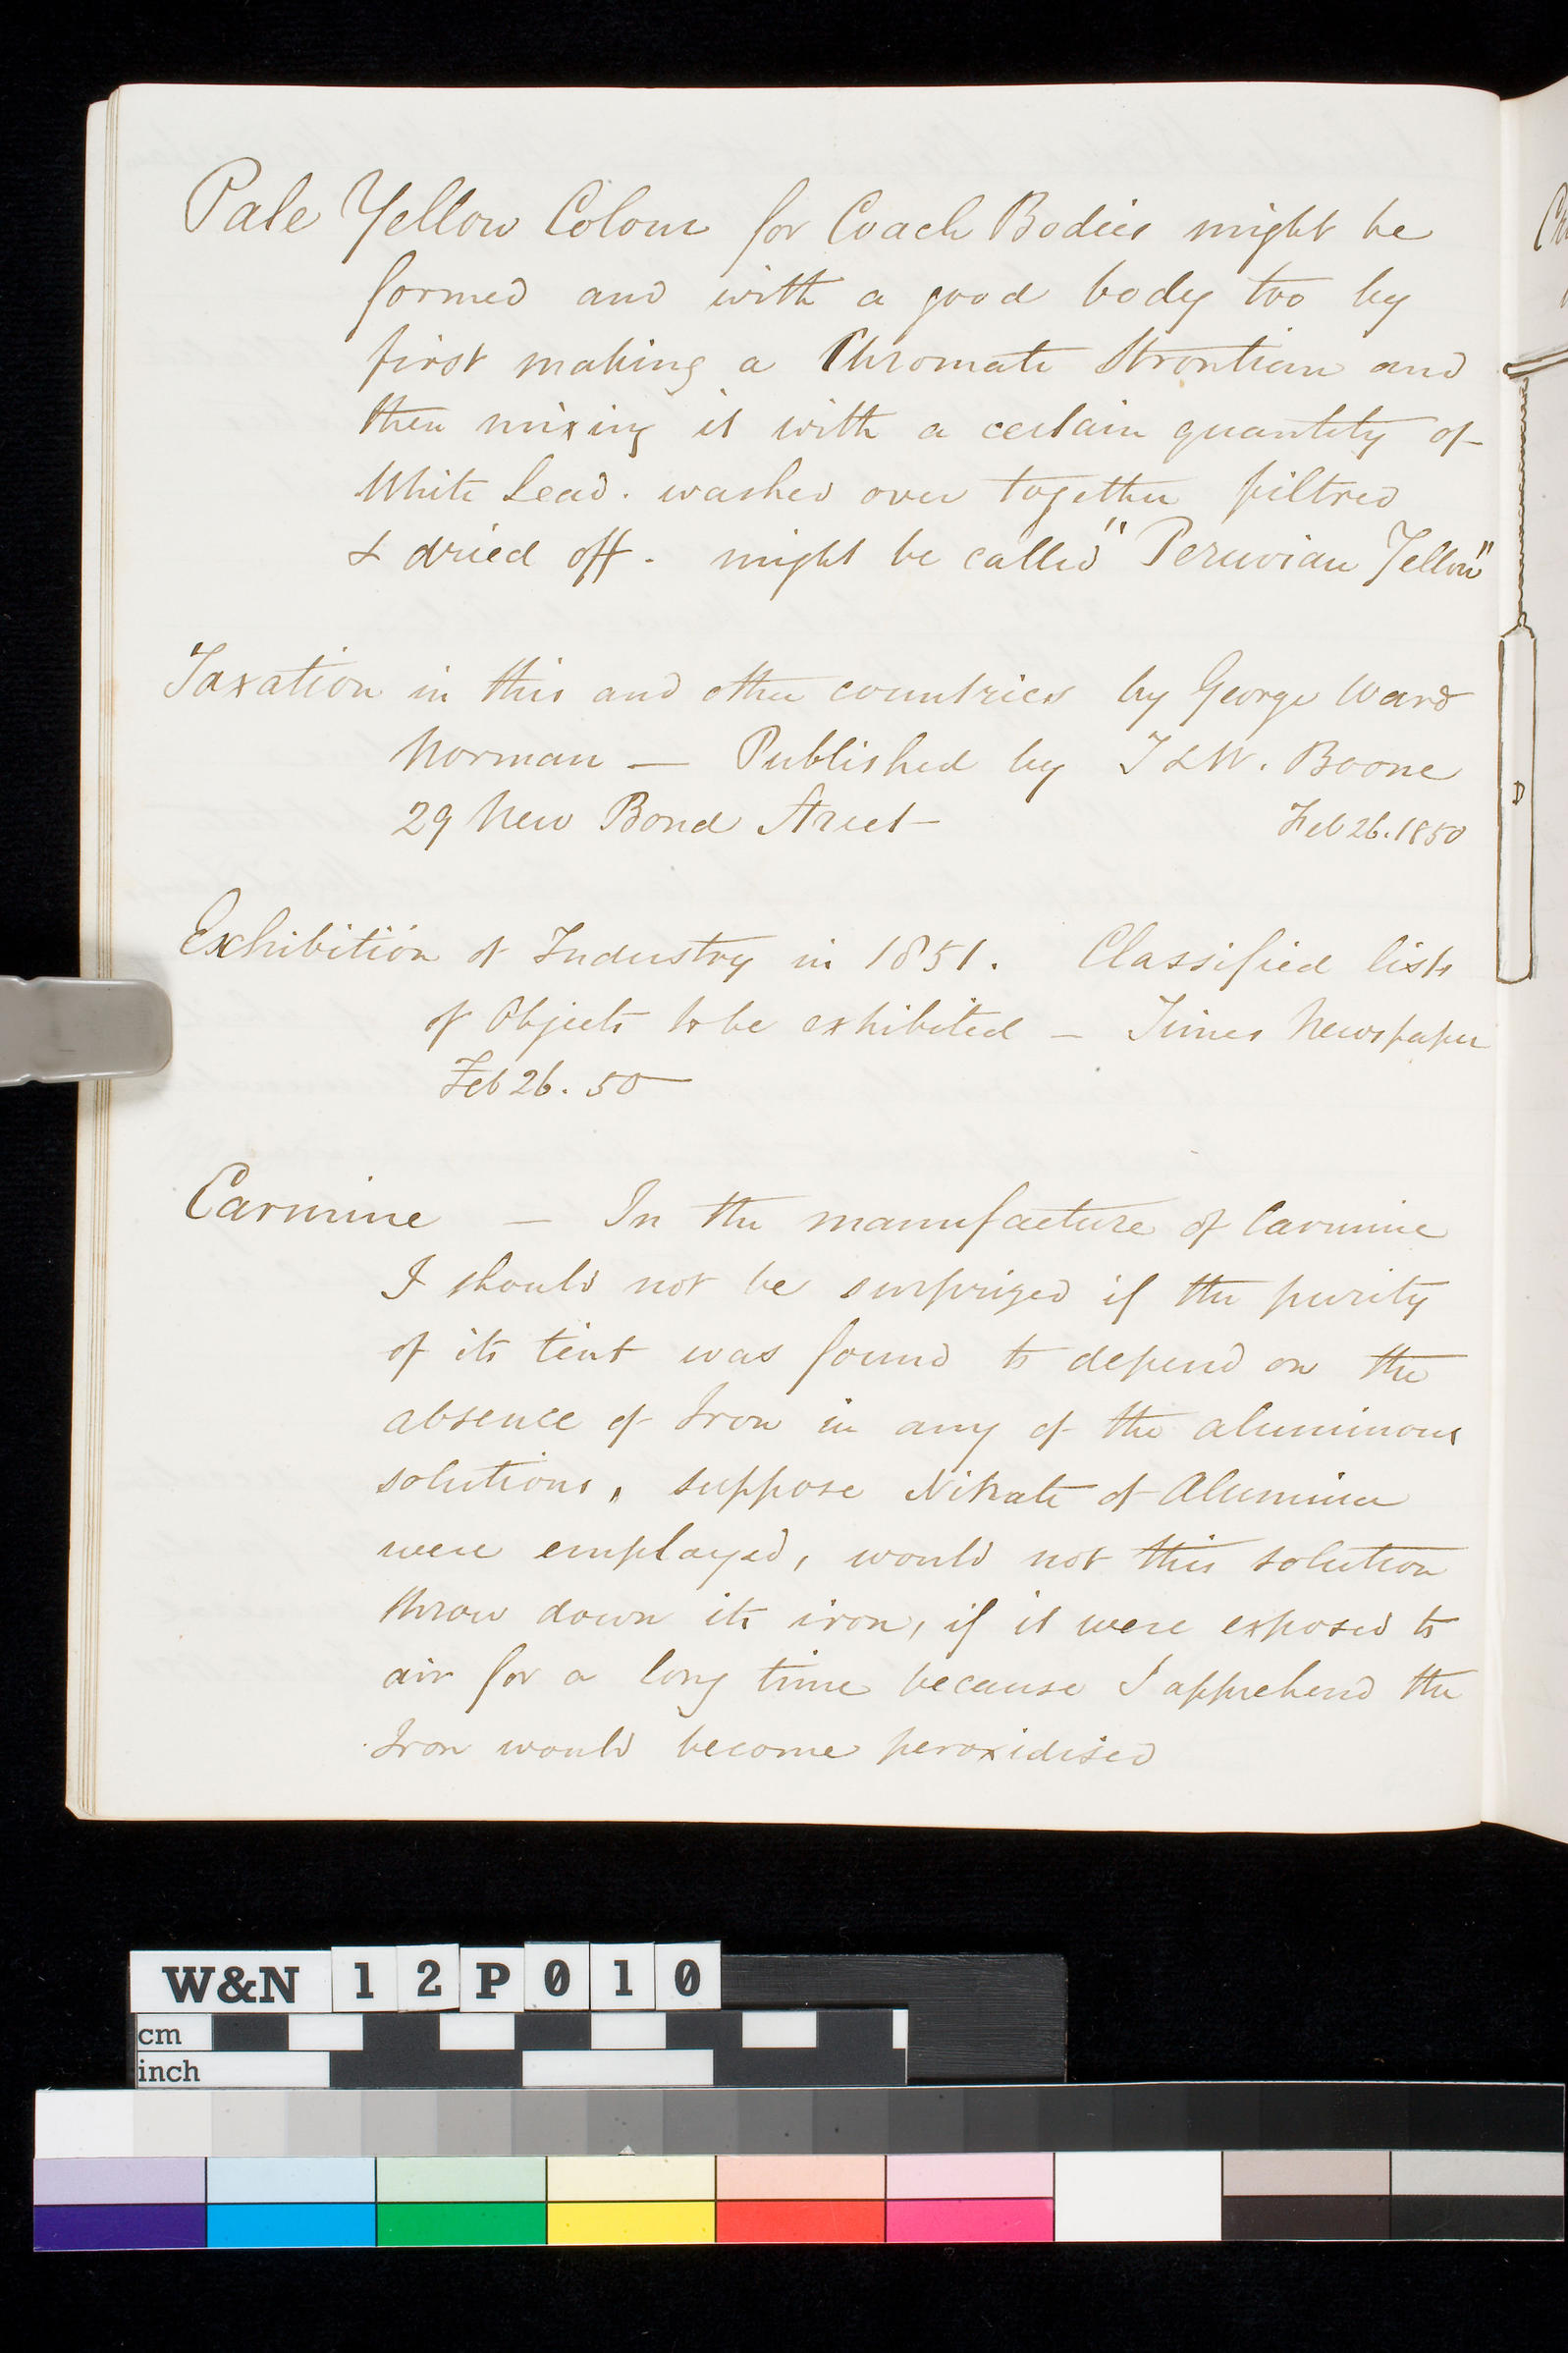 Pale Yellow Colour for Coach Bodies might be
formed and with a good body too by
first making a Chromate Strontian and
then mixing it with a certain quantity of
White Lead. washed over together filtred
& dried off. might be called "Peruvian Yellow"
Taxation in this and other countries by George Ward
Norman — Published by T & W. Boone
29 New Bond Street Feb 26. 1850
Exhibition of Industry in 1851. Classified lists
of Objects to be exhibited — Times Newspaper
Feb 26. 50
Carmine — In the manufacture of Carmine
I should not be surprized if the purity
of its tint was found to depend on the
absence of Iron in any of the aluminous
solutions, suppose Nitrate of Alumina
were employed, would not this solution
throw down its iron, if it were exposed to
air for a long time because I apprehend the
Iron would become peroxidised
D
W&N 12P010
cm
inch